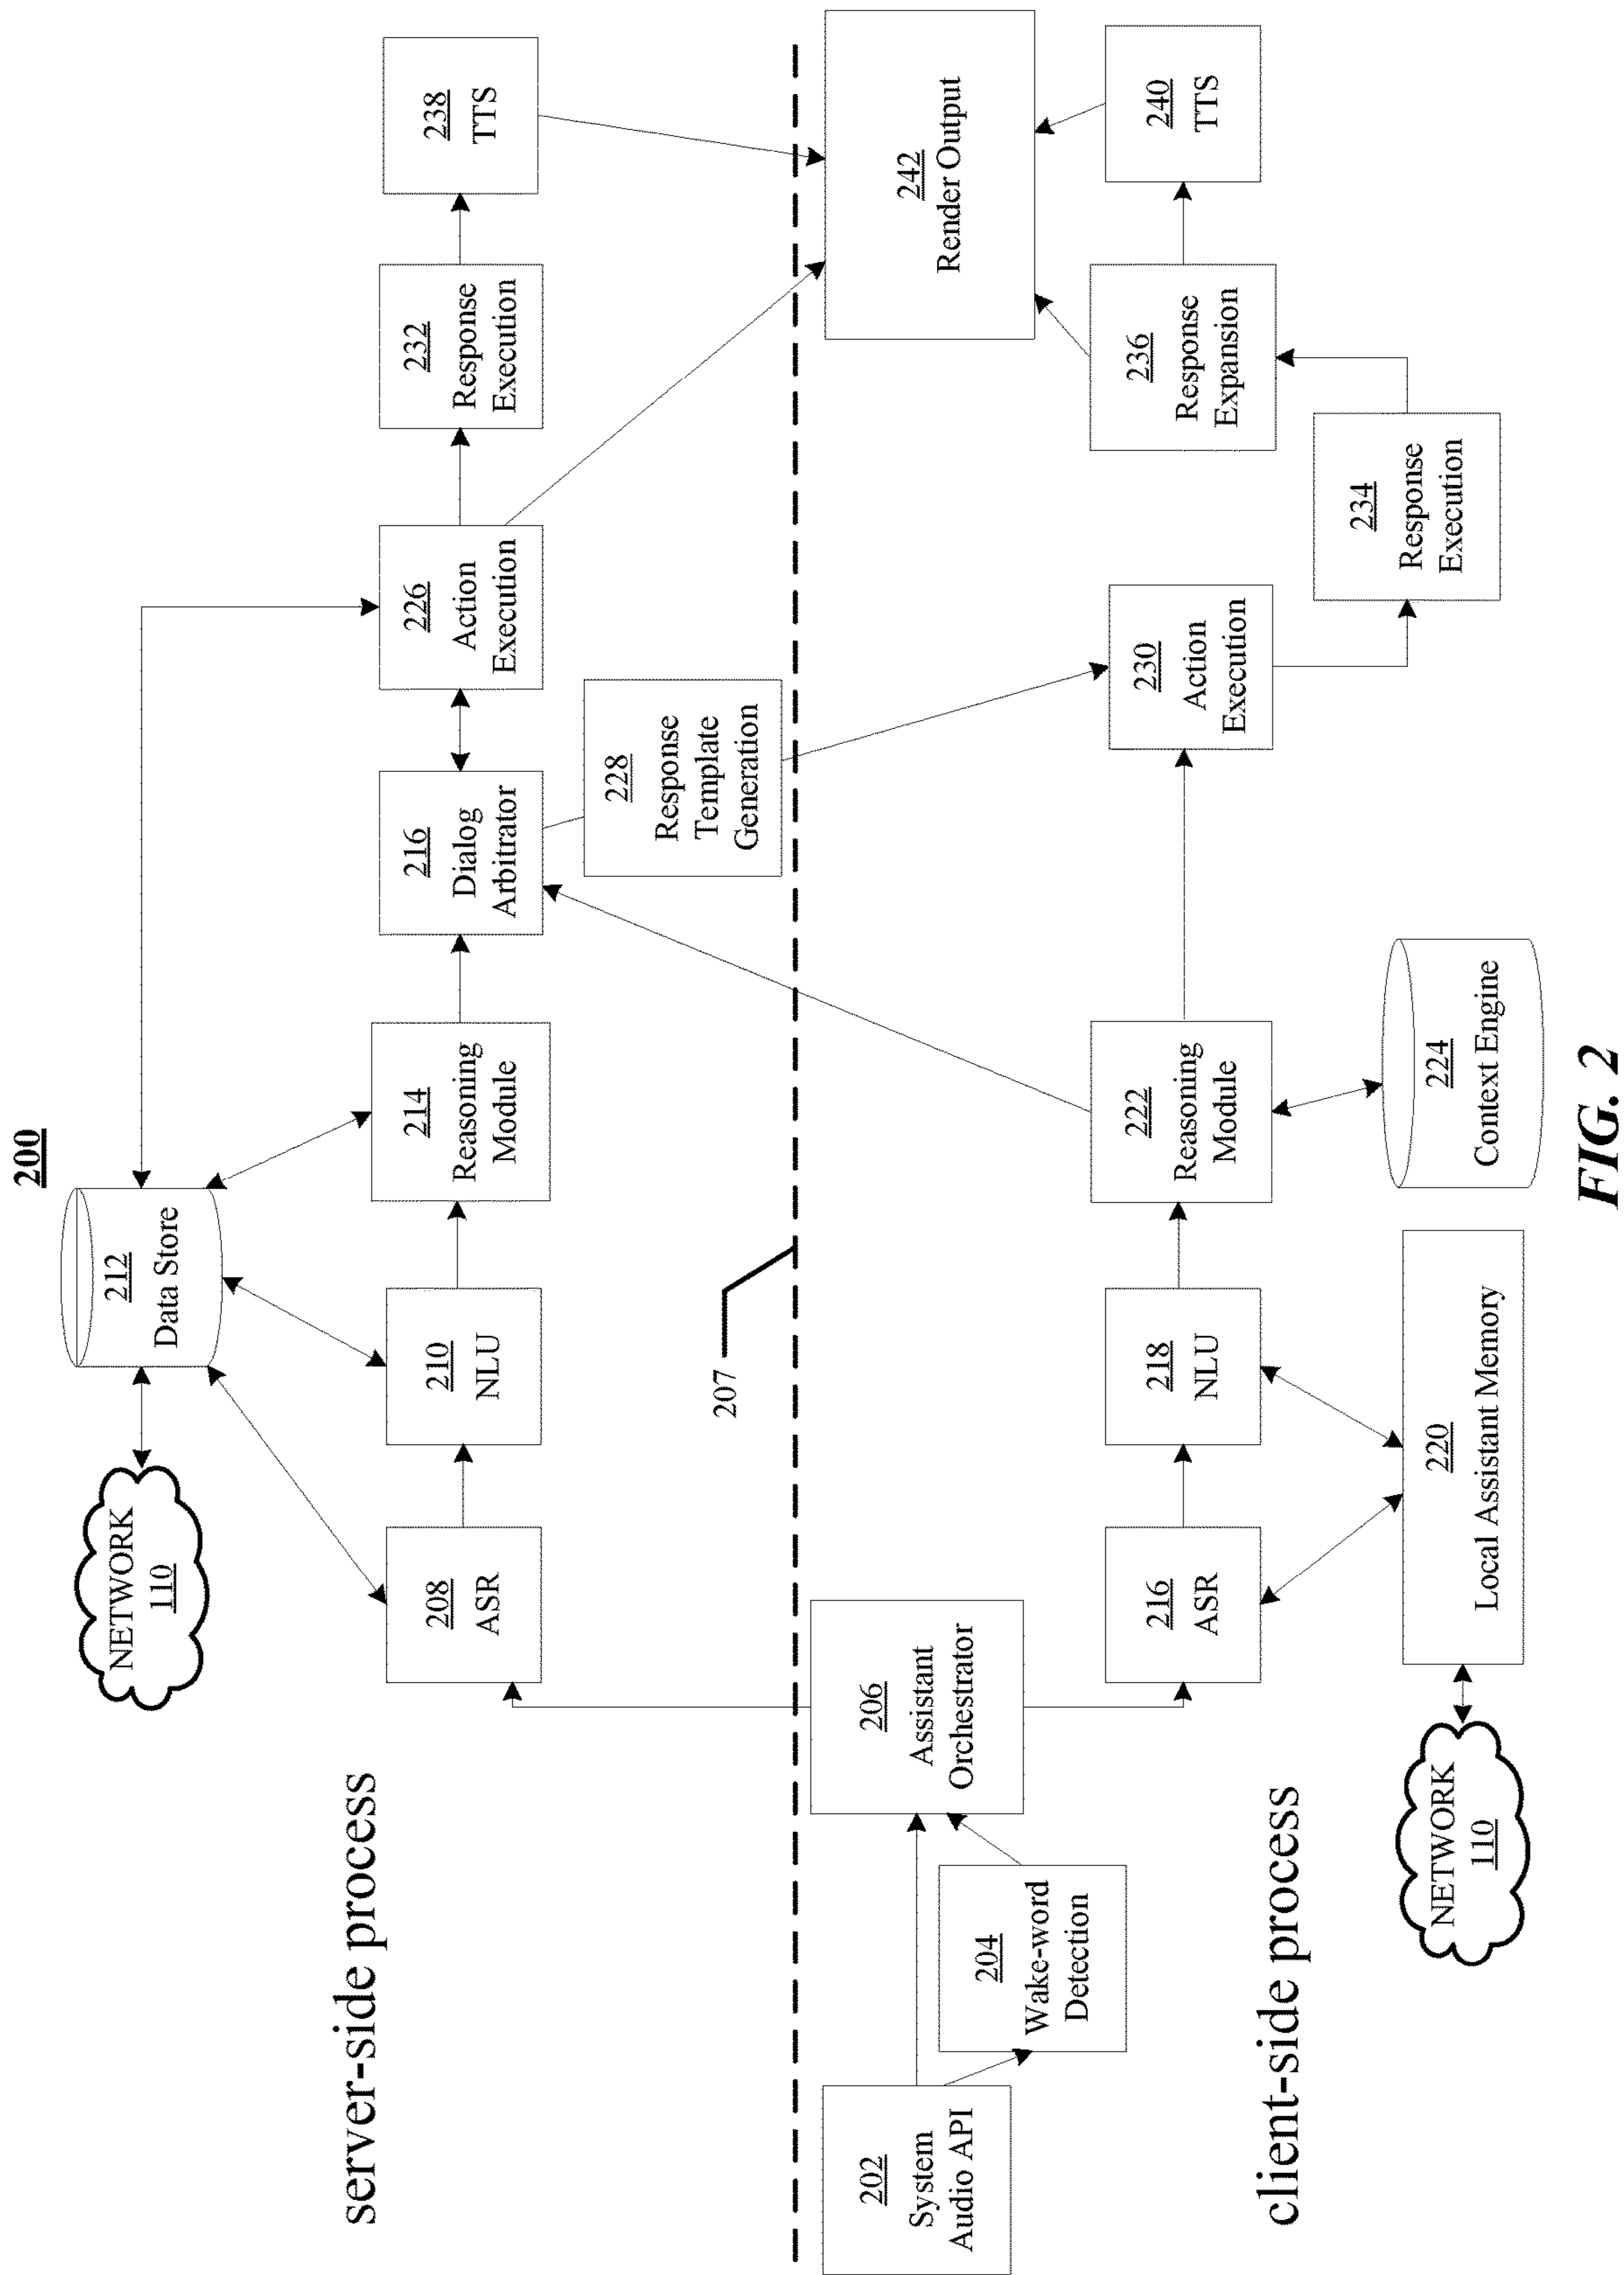 200
NETWORK
110
212
Data Store
server-side process
208
ASR
210
NLU
214
Reasoning
Module
216
Dialog
Arbitrator
226
Action
Execution
232
Response
Execution
238
TTS
228
Response
Template
Generation
207
202
System
Audio API
204
Wake-word
Detection
206
Assistant
Orchestrator
242
Render Output
client-side process
216
ASR
218
NLU
222
Reasoning
Module
230
Action
Execution
236
Response
Expansion
240
TTS
234
Response
Execution
NETWORK
110
220
Local Assistant Memory
224
Context Engine
FIG. 2